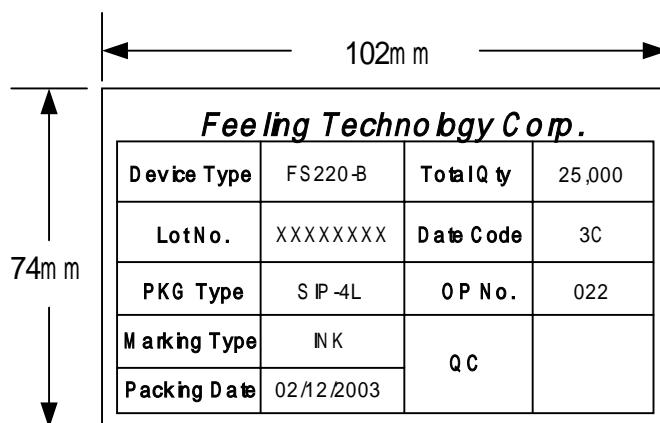 102mm
Feeling Technology Corp.
Device Type FS220-B Total Qty 25,000
Lot No. XXXXXXXX Date Code 3C
74mm
PKG Type SIP-4L OP No. 022
Marking Type INK
QC
Packing Date 02/12/2003